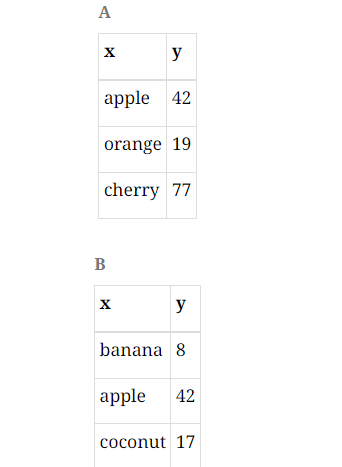 A
x y
apple 42
orange 19
cherry 77
B
x y
banana 8
apple 42
coconut 17